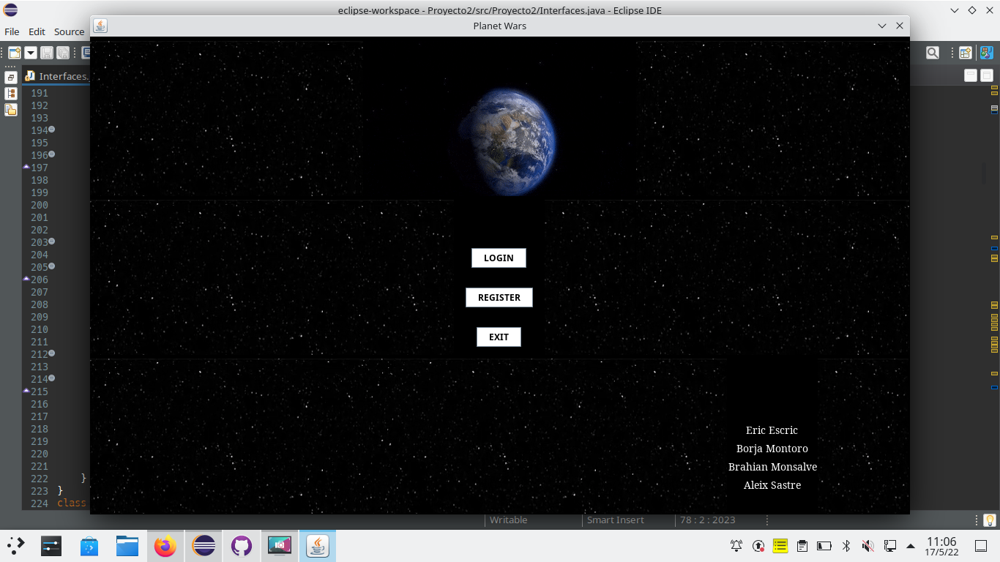 eclipse-workspace - Proyecto2/src/Proyecto2/Interfaces.java - Eclipse IDE
Planet Wars
File Edit Source
Interfaces.
191
192
193
194
195
196
197
198
199
200
201
202
203
204
205
206
207
208
209
210
211
212
213
214
215
216
217
218
219
220
221
222 }
223 }
224 class
LOGIN
REGISTER
EXIT
Eric Escric
Borja Montoro
Brahian Monsalve
Aleix Sastre
Writable
Smart Insert
78 : 2 : 2023
11:06
17/5/22